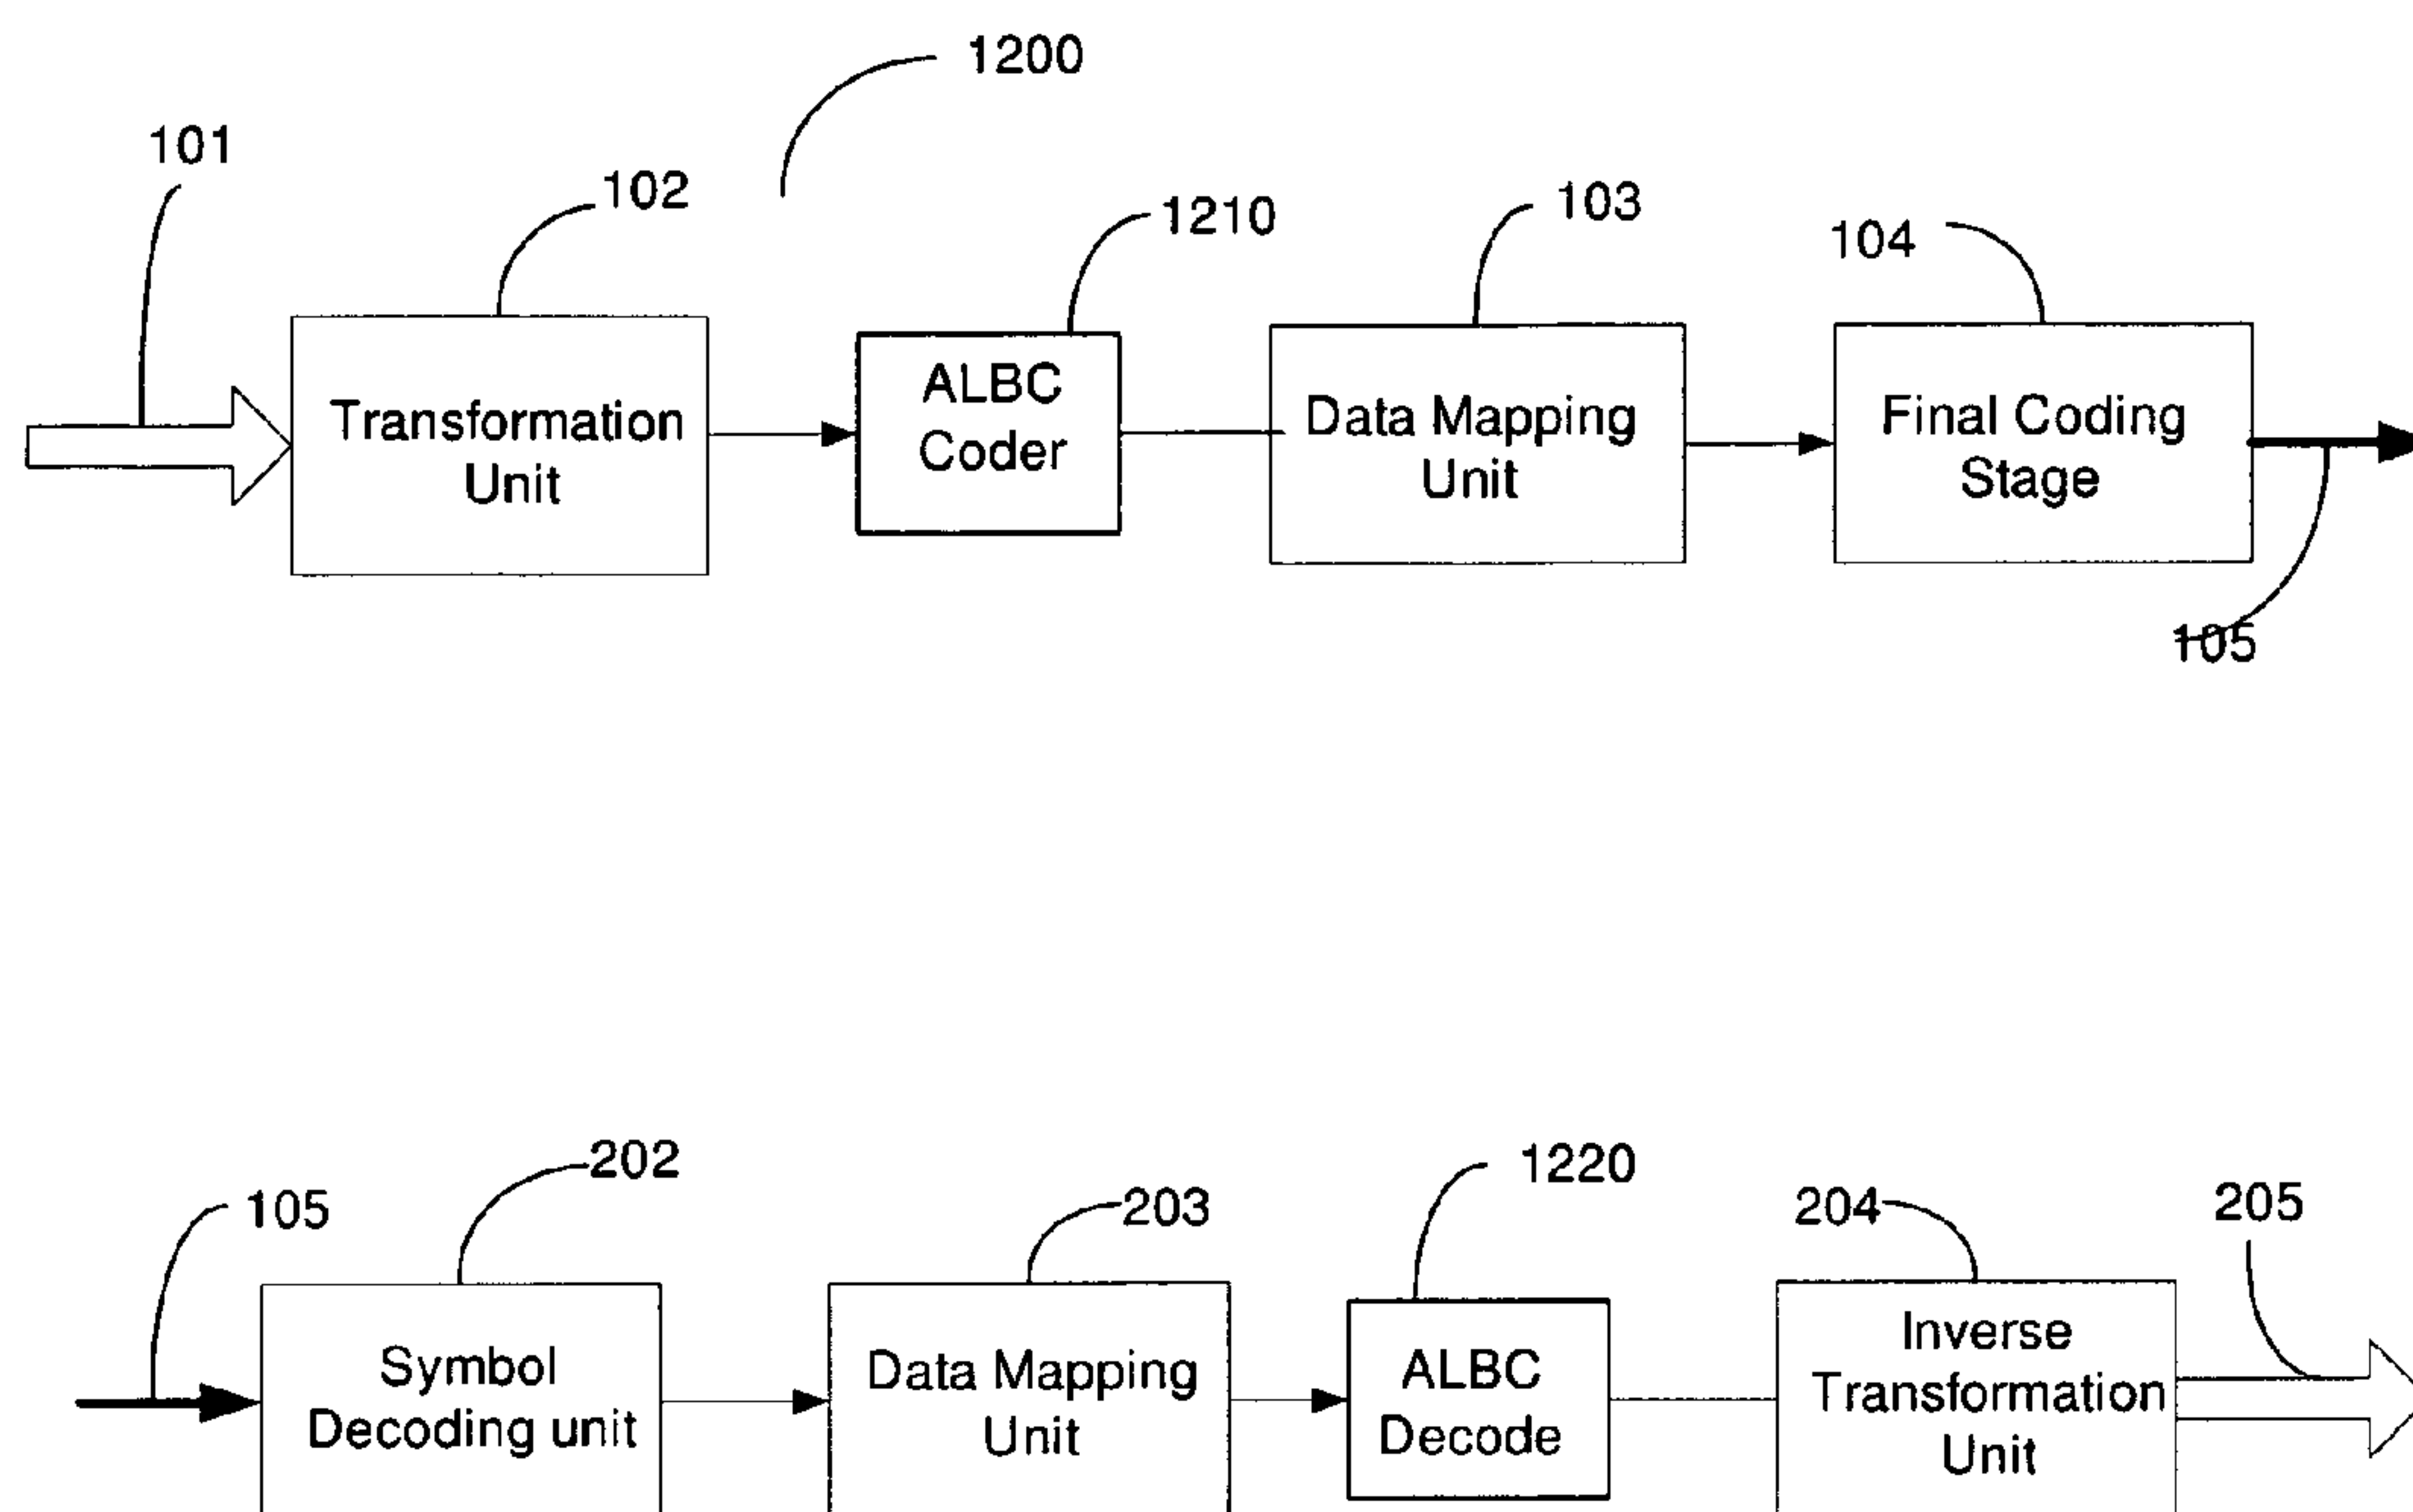 1200
101
102
1210
103
104
Transformation
Unit
ALBC
Coder
Data Mapping
Unit
Final Coding
Stage
105
105
202
203
1220
204
205
Symbol
Decoding unit
Data Mapping
Unit
ALBC
Decode
Inverse
Transformation
Unit